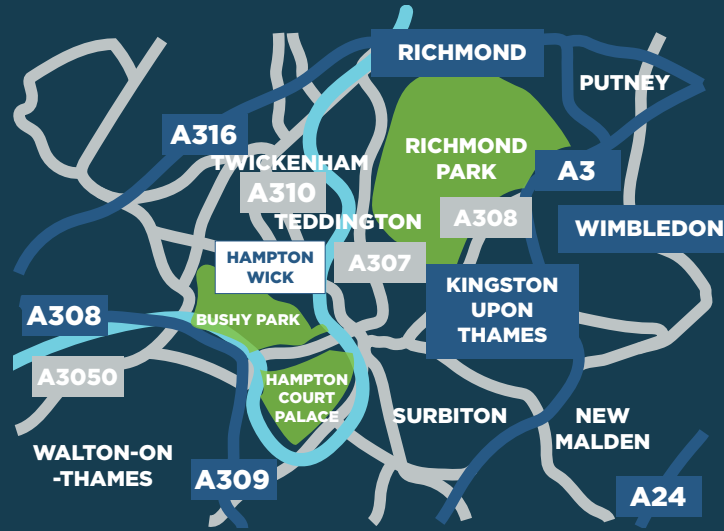 RICHMOND
PUTNEY
A316
RICHMOND
PARK
TWICKENHAM
A3
A310
TEDDINGTON
A308
WIMBLEDON
HAMPTON
WICK
A307
KINGSTON
UPON
THAMES
A308
BUSHY PARK
A3050
HAMPTON
COURT
PALACE
SURBITON
NEW
MALDEN
WALTON-ON
-THAMES
A309
A24